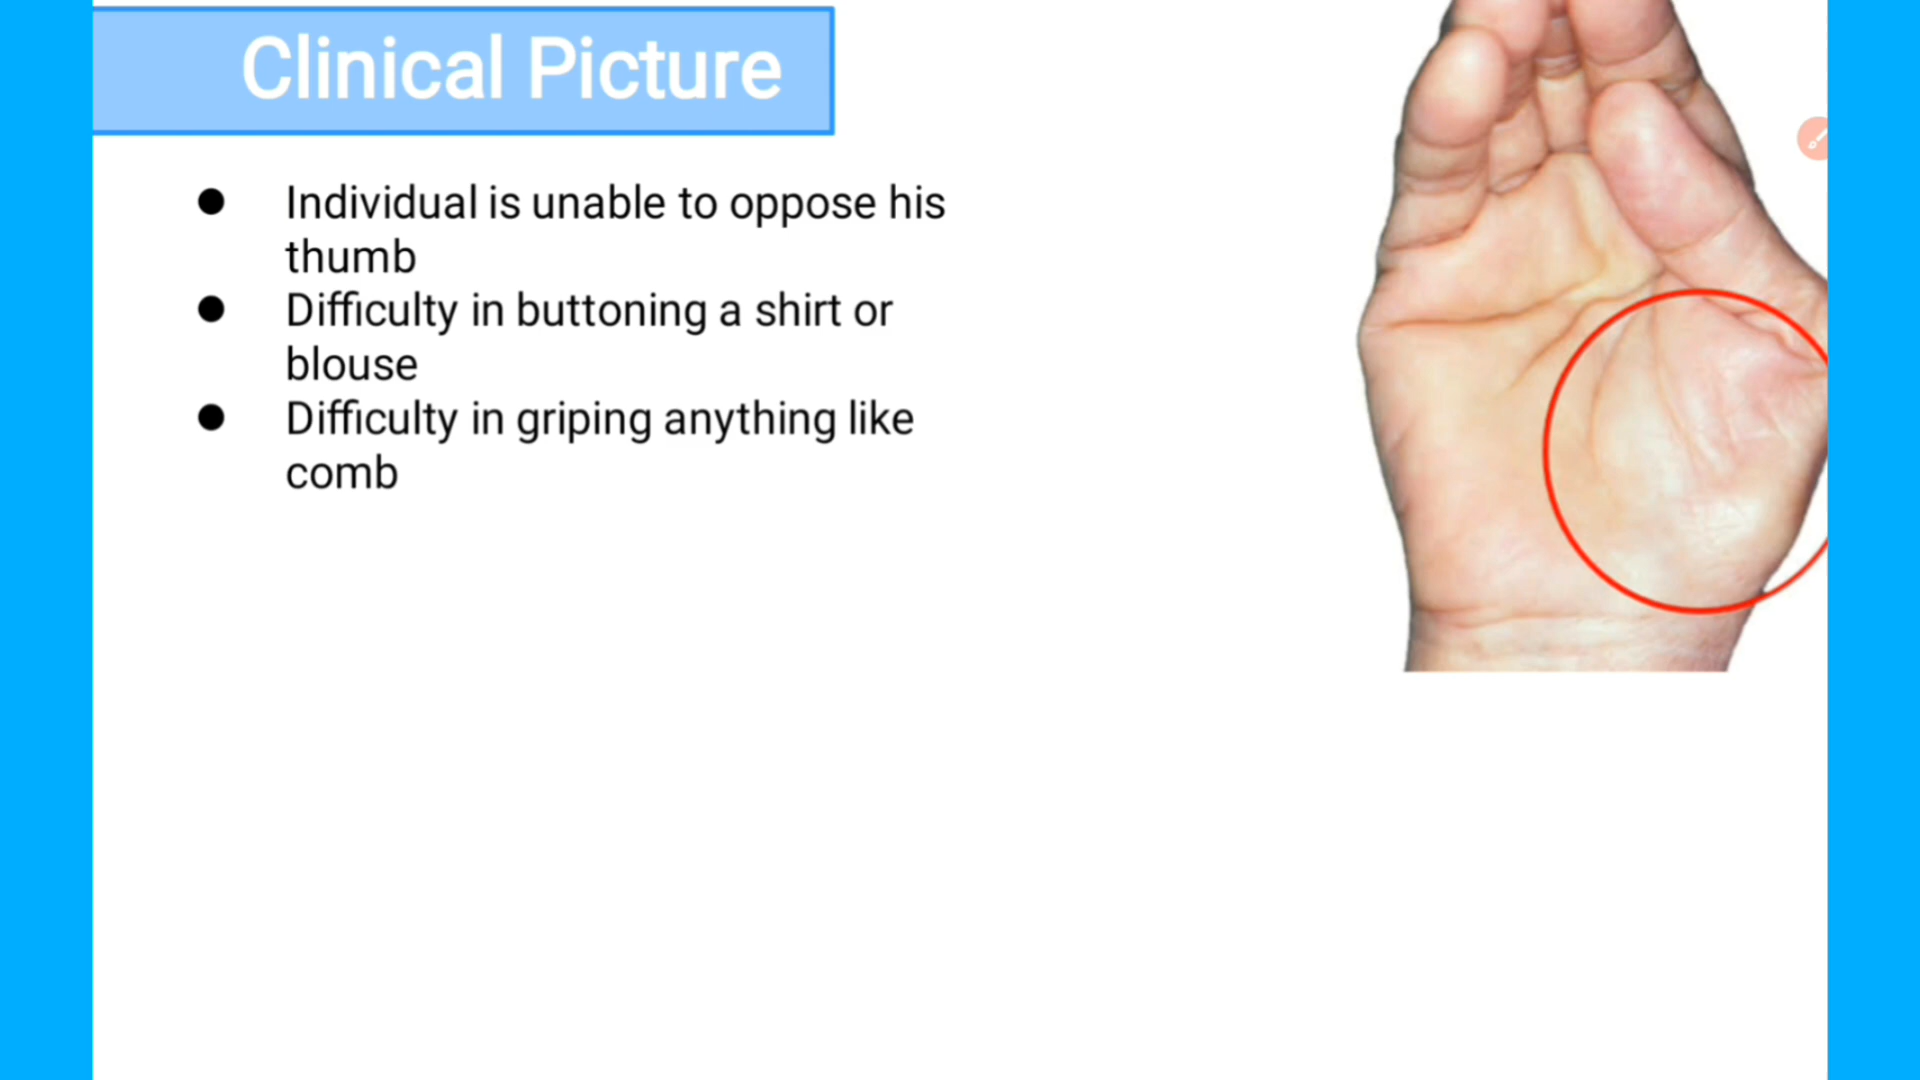 Clinical Picture
● Individual is unable to oppose his
thumb
● Difficulty in buttoning a shirt or
blouse
● Difficulty in griping anything like
comb